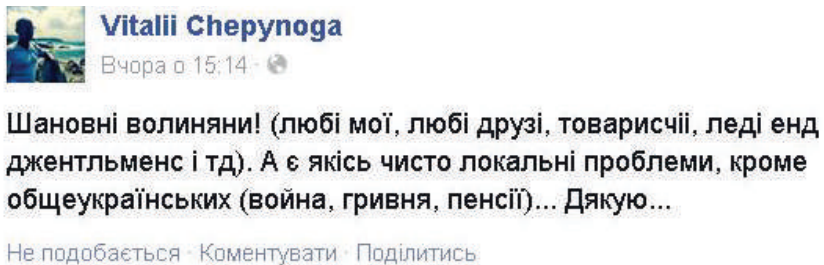 Vitalii Chepynoga
Вчора о 15:14 ·
Шановні волиняни! (любі мої, любі друзі, товарисчіі, леді енд
джентльменс і тд). А є якісь чисто локальні проблеми, кроме
общеукраїнських (война, гривня, пенсії)... Дякую...
Не подобається · Коментувати · Поділитись